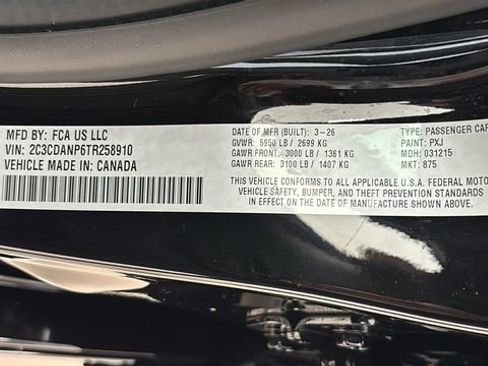 MFD BY: FCA US LLC
VIN: 2C3CDANP6TR258910
VEHICLE MADE IN: CANADA
DATE OF MFR (BUILT): 3-26
GVWR: 5950 LB / 2699 KG
GAWR FRONT: 3000 LB / 1361 KG
GAWR REAR: 3100 LB / 1407 KG
TYPE: PASSENGER CAR
PAINT: PXJ
MDH: 031215
MKT: 875
THIS VEHICLE CONFORMS TO ALL APPLICABLE U.S.A. FEDERAL MOTO
VEHICLE SAFETY, BUMPER, AND THEFT PREVENTION STANDARDS
IN EFFECT ON THE DATE OF MANUFACTURE SHOWN ABOVE.